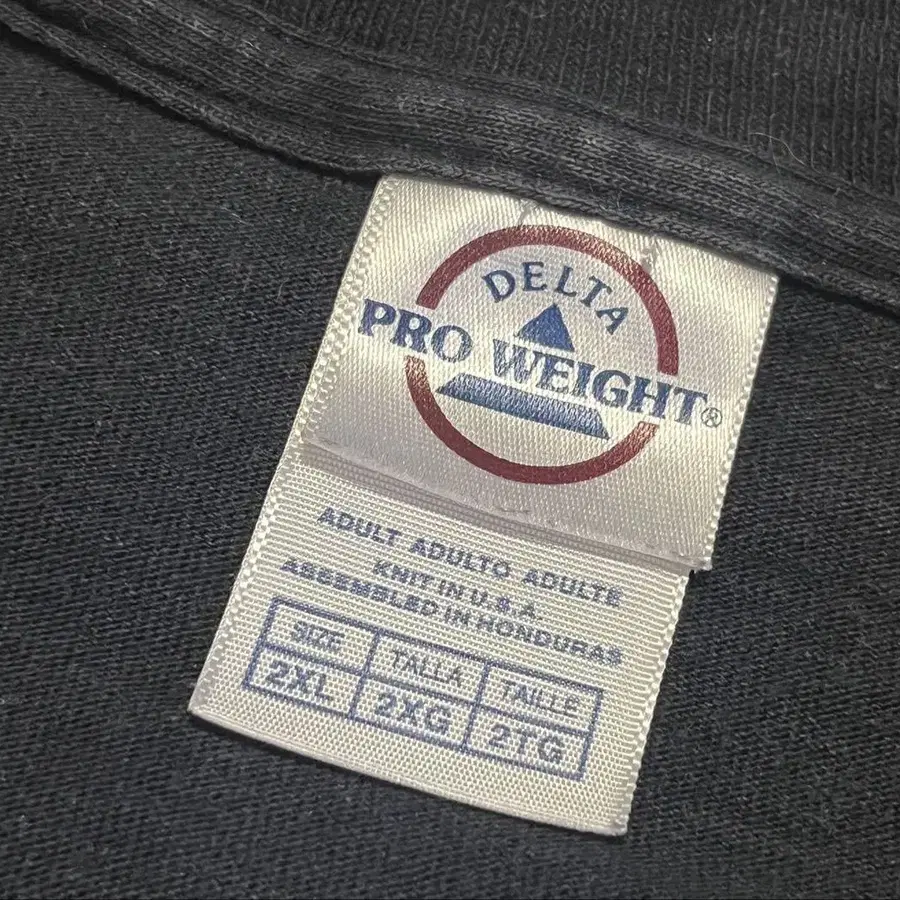 DELTA
PRO WEIGHT®
ADULT ADULTO ADULTE
KNIT IN U.S.A.
ASSEMBLED IN HONDURAS
SIZE TALLA TAILLE
2XL 2XG 2TG